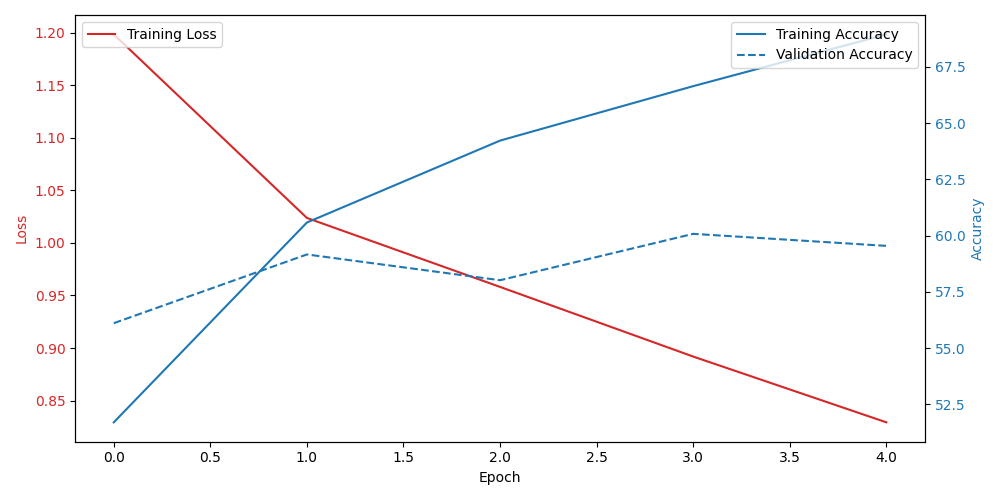 Training Loss
Training Accuracy
Validation Accuracy
1.20
1.15
1.10
1.05
1.00
0.95
0.90
0.85
Loss
67.5
65.0
62.5
60.0
57.5
55.0
52.5
Accuracy
0.0 0.5 1.0 1.5 2.0 2.5 3.0 3.5 4.0
Epoch